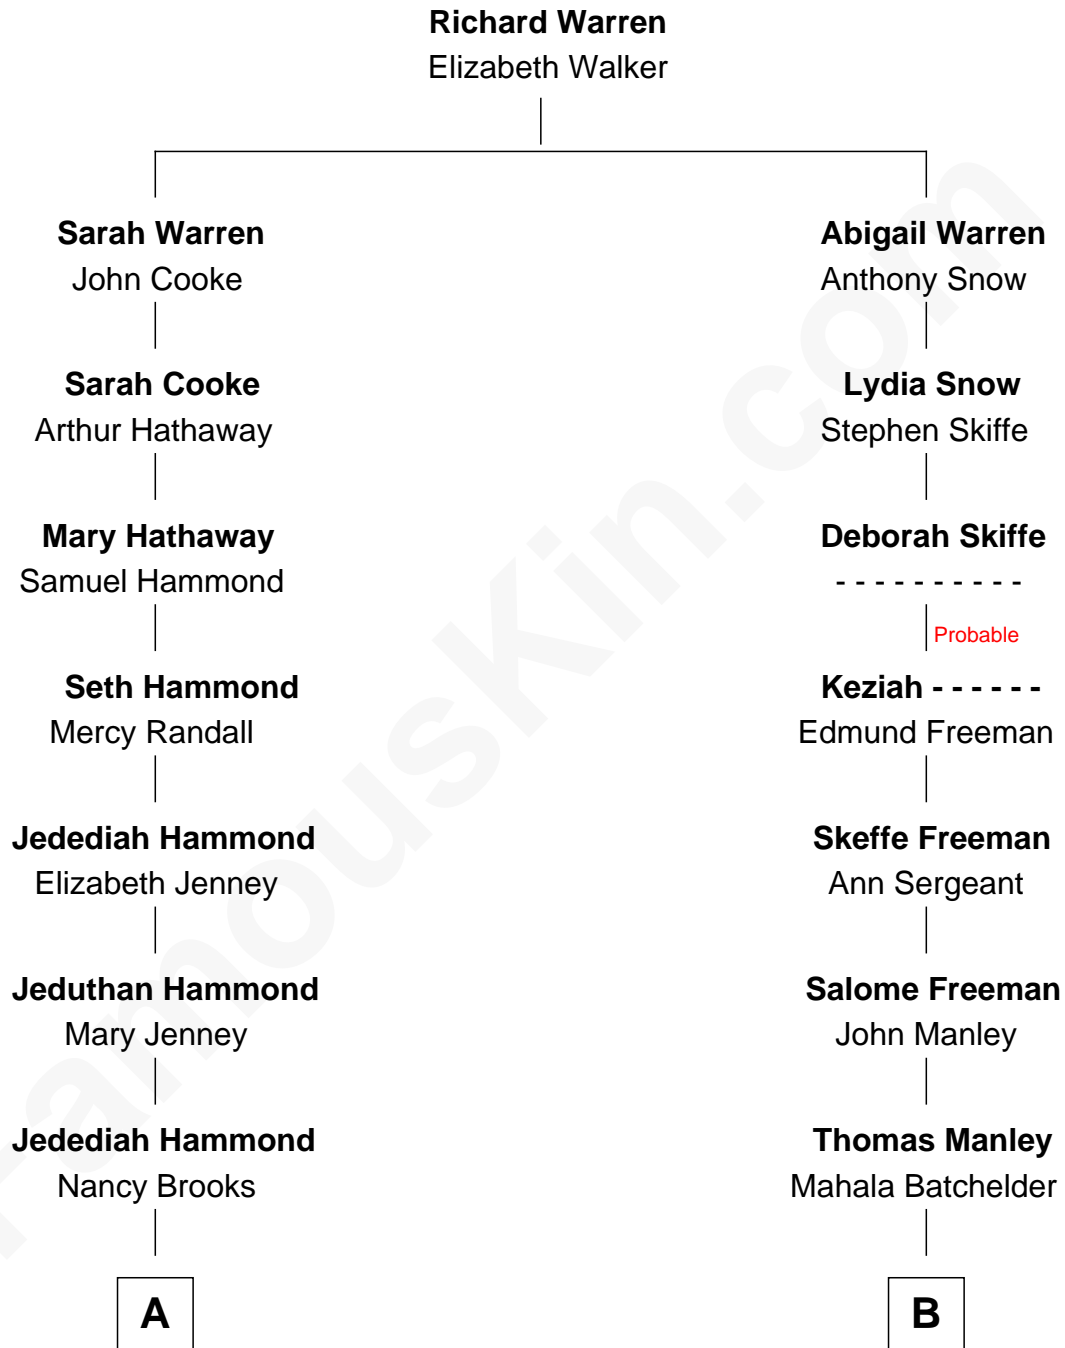 Richard Warren
Elizabeth Walker
Sarah Warren
John Cooke
Abigail Warren
Anthony Snow
Sarah Cooke
Arthur Hathaway
Lydia Snow
Stephen Skiffe
Mary Hathaway
Samuel Hammond
Deborah Skiffe
- - - - - - - - - -
Probable
Seth Hammond
Mercy Randall
Keziah - - - - - -
Edmund Freeman
Jedediah Hammond
Elizabeth Jenney
Skeffe Freeman
Ann Sergeant
Jeduthan Hammond
Mary Jenney
Salome Freeman
John Manley
Jedediah Hammond
Nancy Brooks
Thomas Manley
Mahala Batchelder
A
B
FamousKin.com